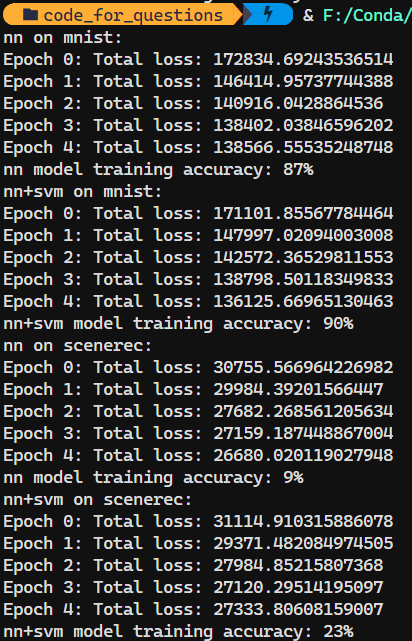 code_for_questions & F:/Conda/
nn on mnist:
Epoch 0: Total loss: 172834.69243536514
Epoch 1: Total loss: 146414.95737744388
Epoch 2: Total loss: 140916.0428864536
Epoch 3: Total loss: 138402.03846596202
Epoch 4: Total loss: 138566.55535248748
nn model training accuracy: 87%
nn+svm on mnist:
Epoch 0: Total loss: 171101.85567784464
Epoch 1: Total loss: 147997.02094003008
Epoch 2: Total loss: 142572.36529811553
Epoch 3: Total loss: 138798.50118349833
Epoch 4: Total loss: 136125.66965130463
nn+svm model training accuracy: 90%
nn on scenerec:
Epoch 0: Total loss: 30755.566964226982
Epoch 1: Total loss: 29984.39201566447
Epoch 2: Total loss: 27682.268561205634
Epoch 3: Total loss: 27159.187448867004
Epoch 4: Total loss: 26680.020119027948
nn model training accuracy: 9%
nn+svm on scenerec:
Epoch 0: Total loss: 31114.910315886078
Epoch 1: Total loss: 29371.482084974505
Epoch 2: Total loss: 27984.85215807368
Epoch 3: Total loss: 27120.29514195097
Epoch 4: Total loss: 27333.80608159007
nn+svm model training accuracy: 23%